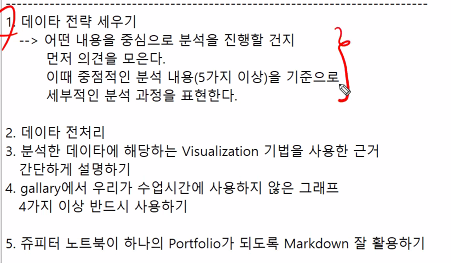 1. 데이타 전략 세우기
--> 어떤 내용을 중심으로 분석을 진행할 건지
먼저 의견을 모은다.
이때 중점적인 분석 내용(5가지 이상)을 기준으로
세부적인 분석 과정을 표현한다.
2. 데이타 전처리
3. 분석한 데이타에 해당하는 Visualization 기법을 사용한 근거
간단하게 설명하기
4. gallary에서 우리가 수업시간에 사용하지 않은 그래프
4가지 이상 반드시 사용하기
5. 쥬피터 노트북이 하나의 Portfolio가 되도록 Markdown 잘 활용하기